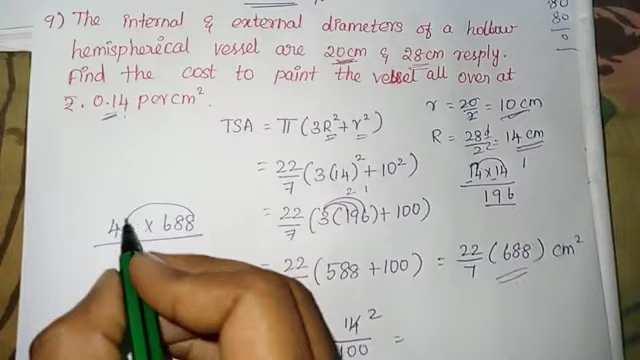 9) The internal & external diameters of a hollow
hemispherical vessel are 20cm & 28cm resply.
Find the cost to paint the vessel all over at
₹. 0.14 per cm²
TSA = π(3R²+r²)
= 22/7 (3(14)² + 10²)
= 22/7 (3(196) + 100)
= 22/7 (588 + 100) = 22/7 (688) cm²
r = 20/2 = 10cm
R = 28/2 = 14cm
14 x 14
196
80
80
0
x 688
14 2
100 =